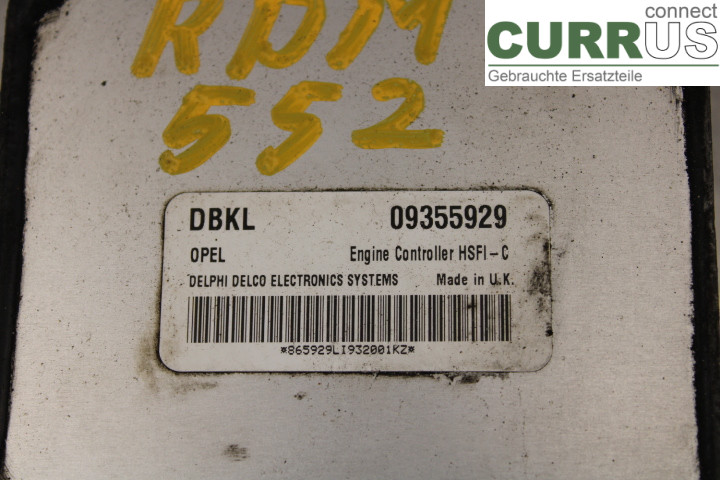 connect
CURRUS
Gebrauchte Ersatzteile
RDM
552
DBKL 09355929
OPEL Engine Controller HSFI-C
DELPHI DELCO ELECTRONICS SYSTEMS Made in U.K.
*865929LI932001KZ*